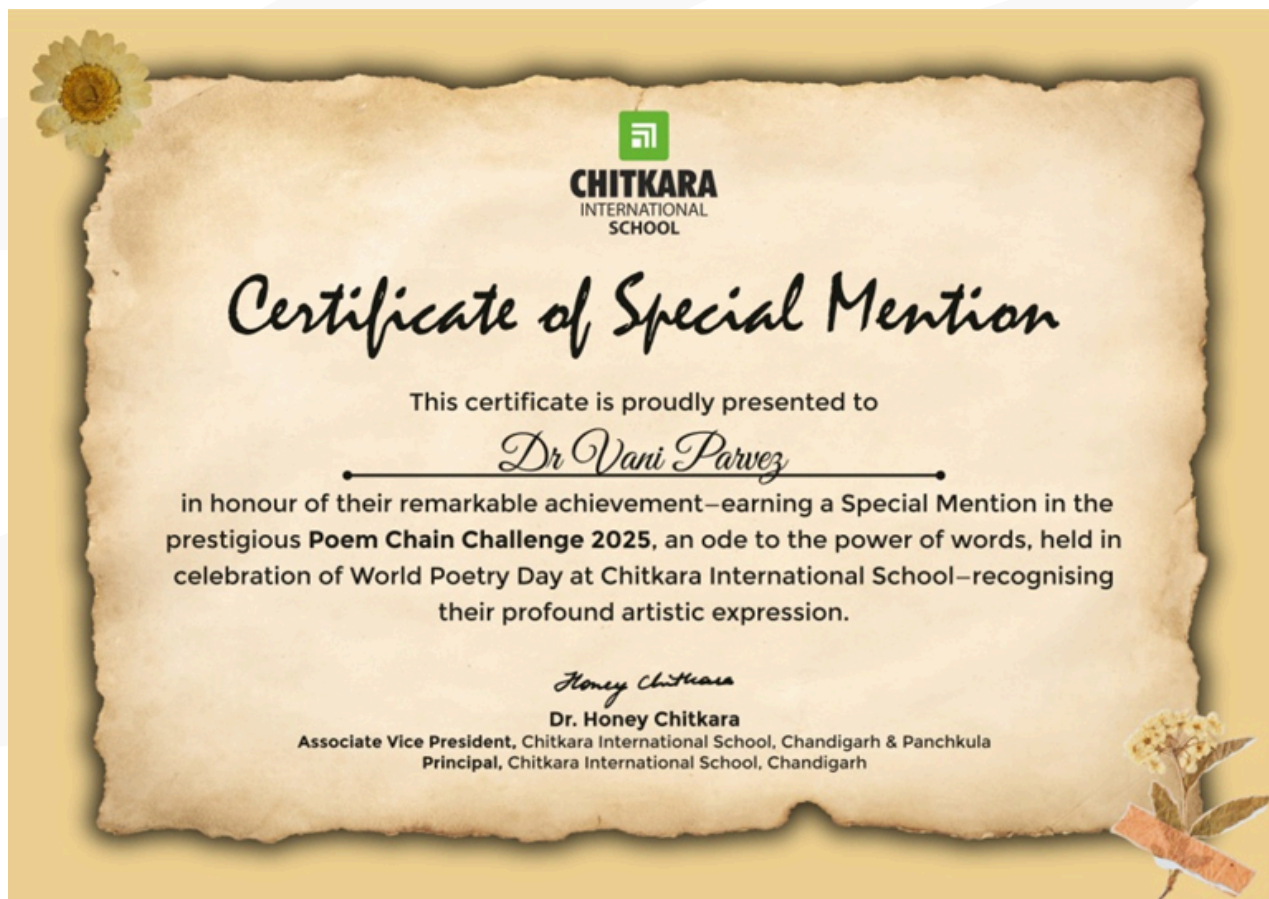 CHITKARA
INTERNATIONAL
SCHOOL
Certificate of Special Mention
This certificate is proudly presented to
Dr Vani Parvez
in honour of their remarkable achievement—earning a Special Mention in the
prestigious Poem Chain Challenge 2025, an ode to the power of words, held in
celebration of World Poetry Day at Chitkara International School—recognising
their profound artistic expression.
Honey Chitkara
Dr. Honey Chitkara
Associate Vice President, Chitkara International School, Chandigarh & Panchkula
Principal, Chitkara International School, Chandigarh